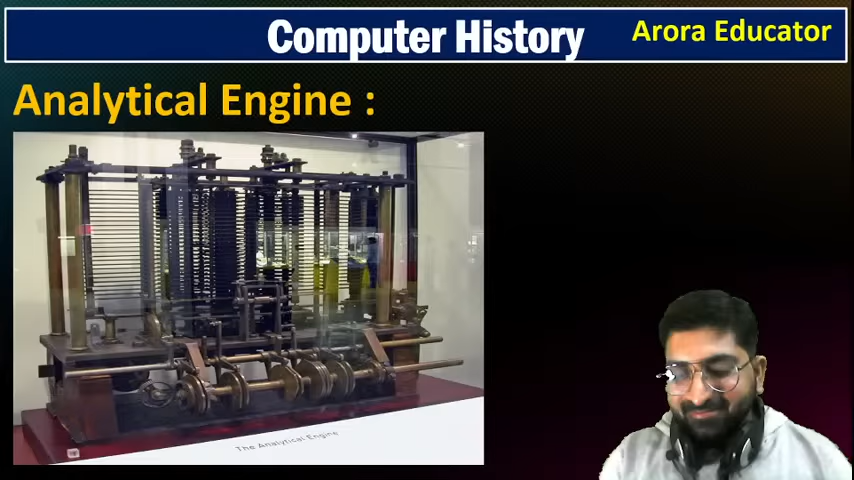 Computer History
Arora Educator
Analytical Engine :
The Analytical Engine